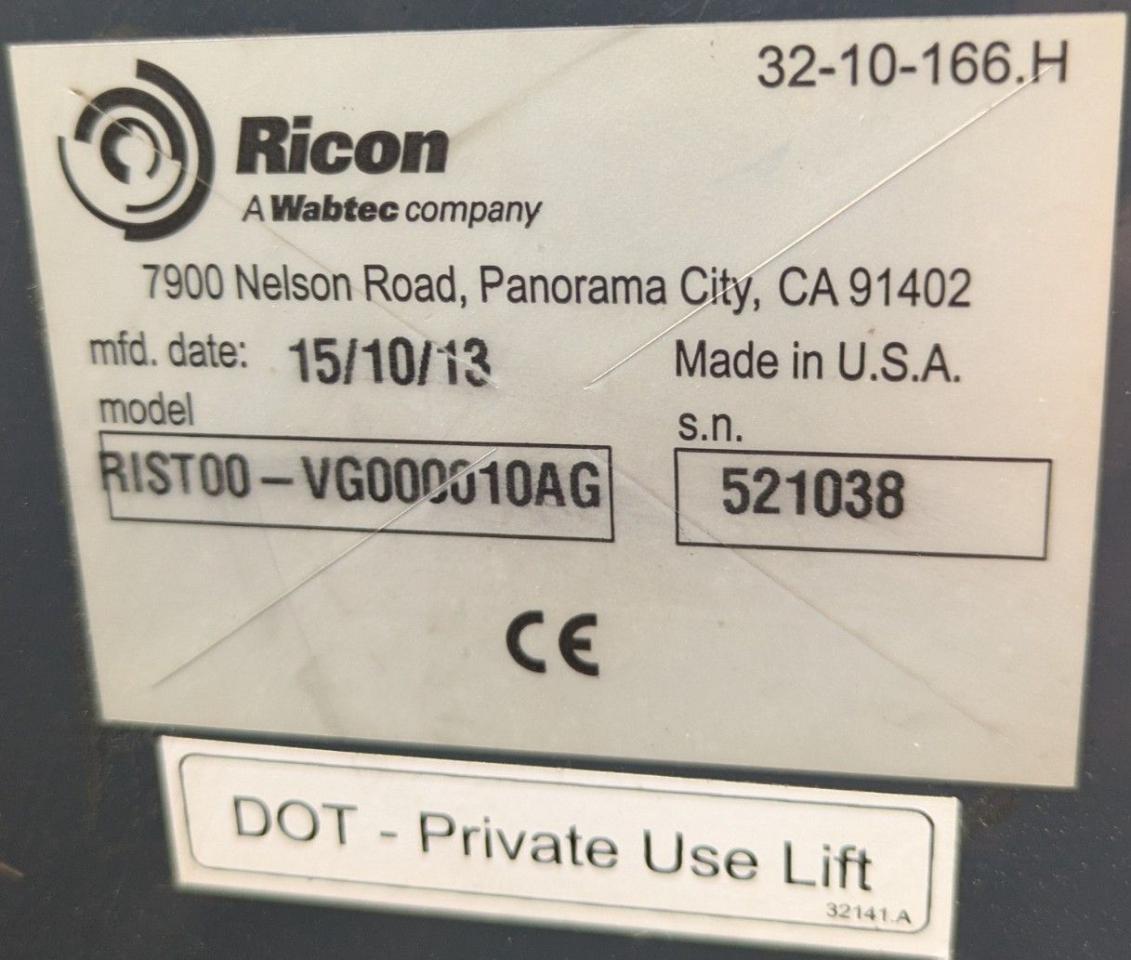 32-10-166.H
Ricon
A Wabtec company
7900 Nelson Road, Panorama City, CA 91402
mfd. date: 15/10/13 Made in U.S.A.
model s.n.
RIST00-VG000010AG 521038
CE
DOT - Private Use Lift
32141.A